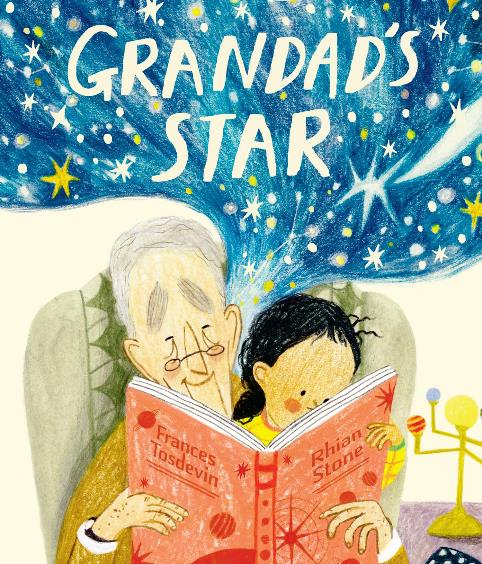 GRANDAD'S
STAR
Frances
Tosdevin
Rhian
Stone